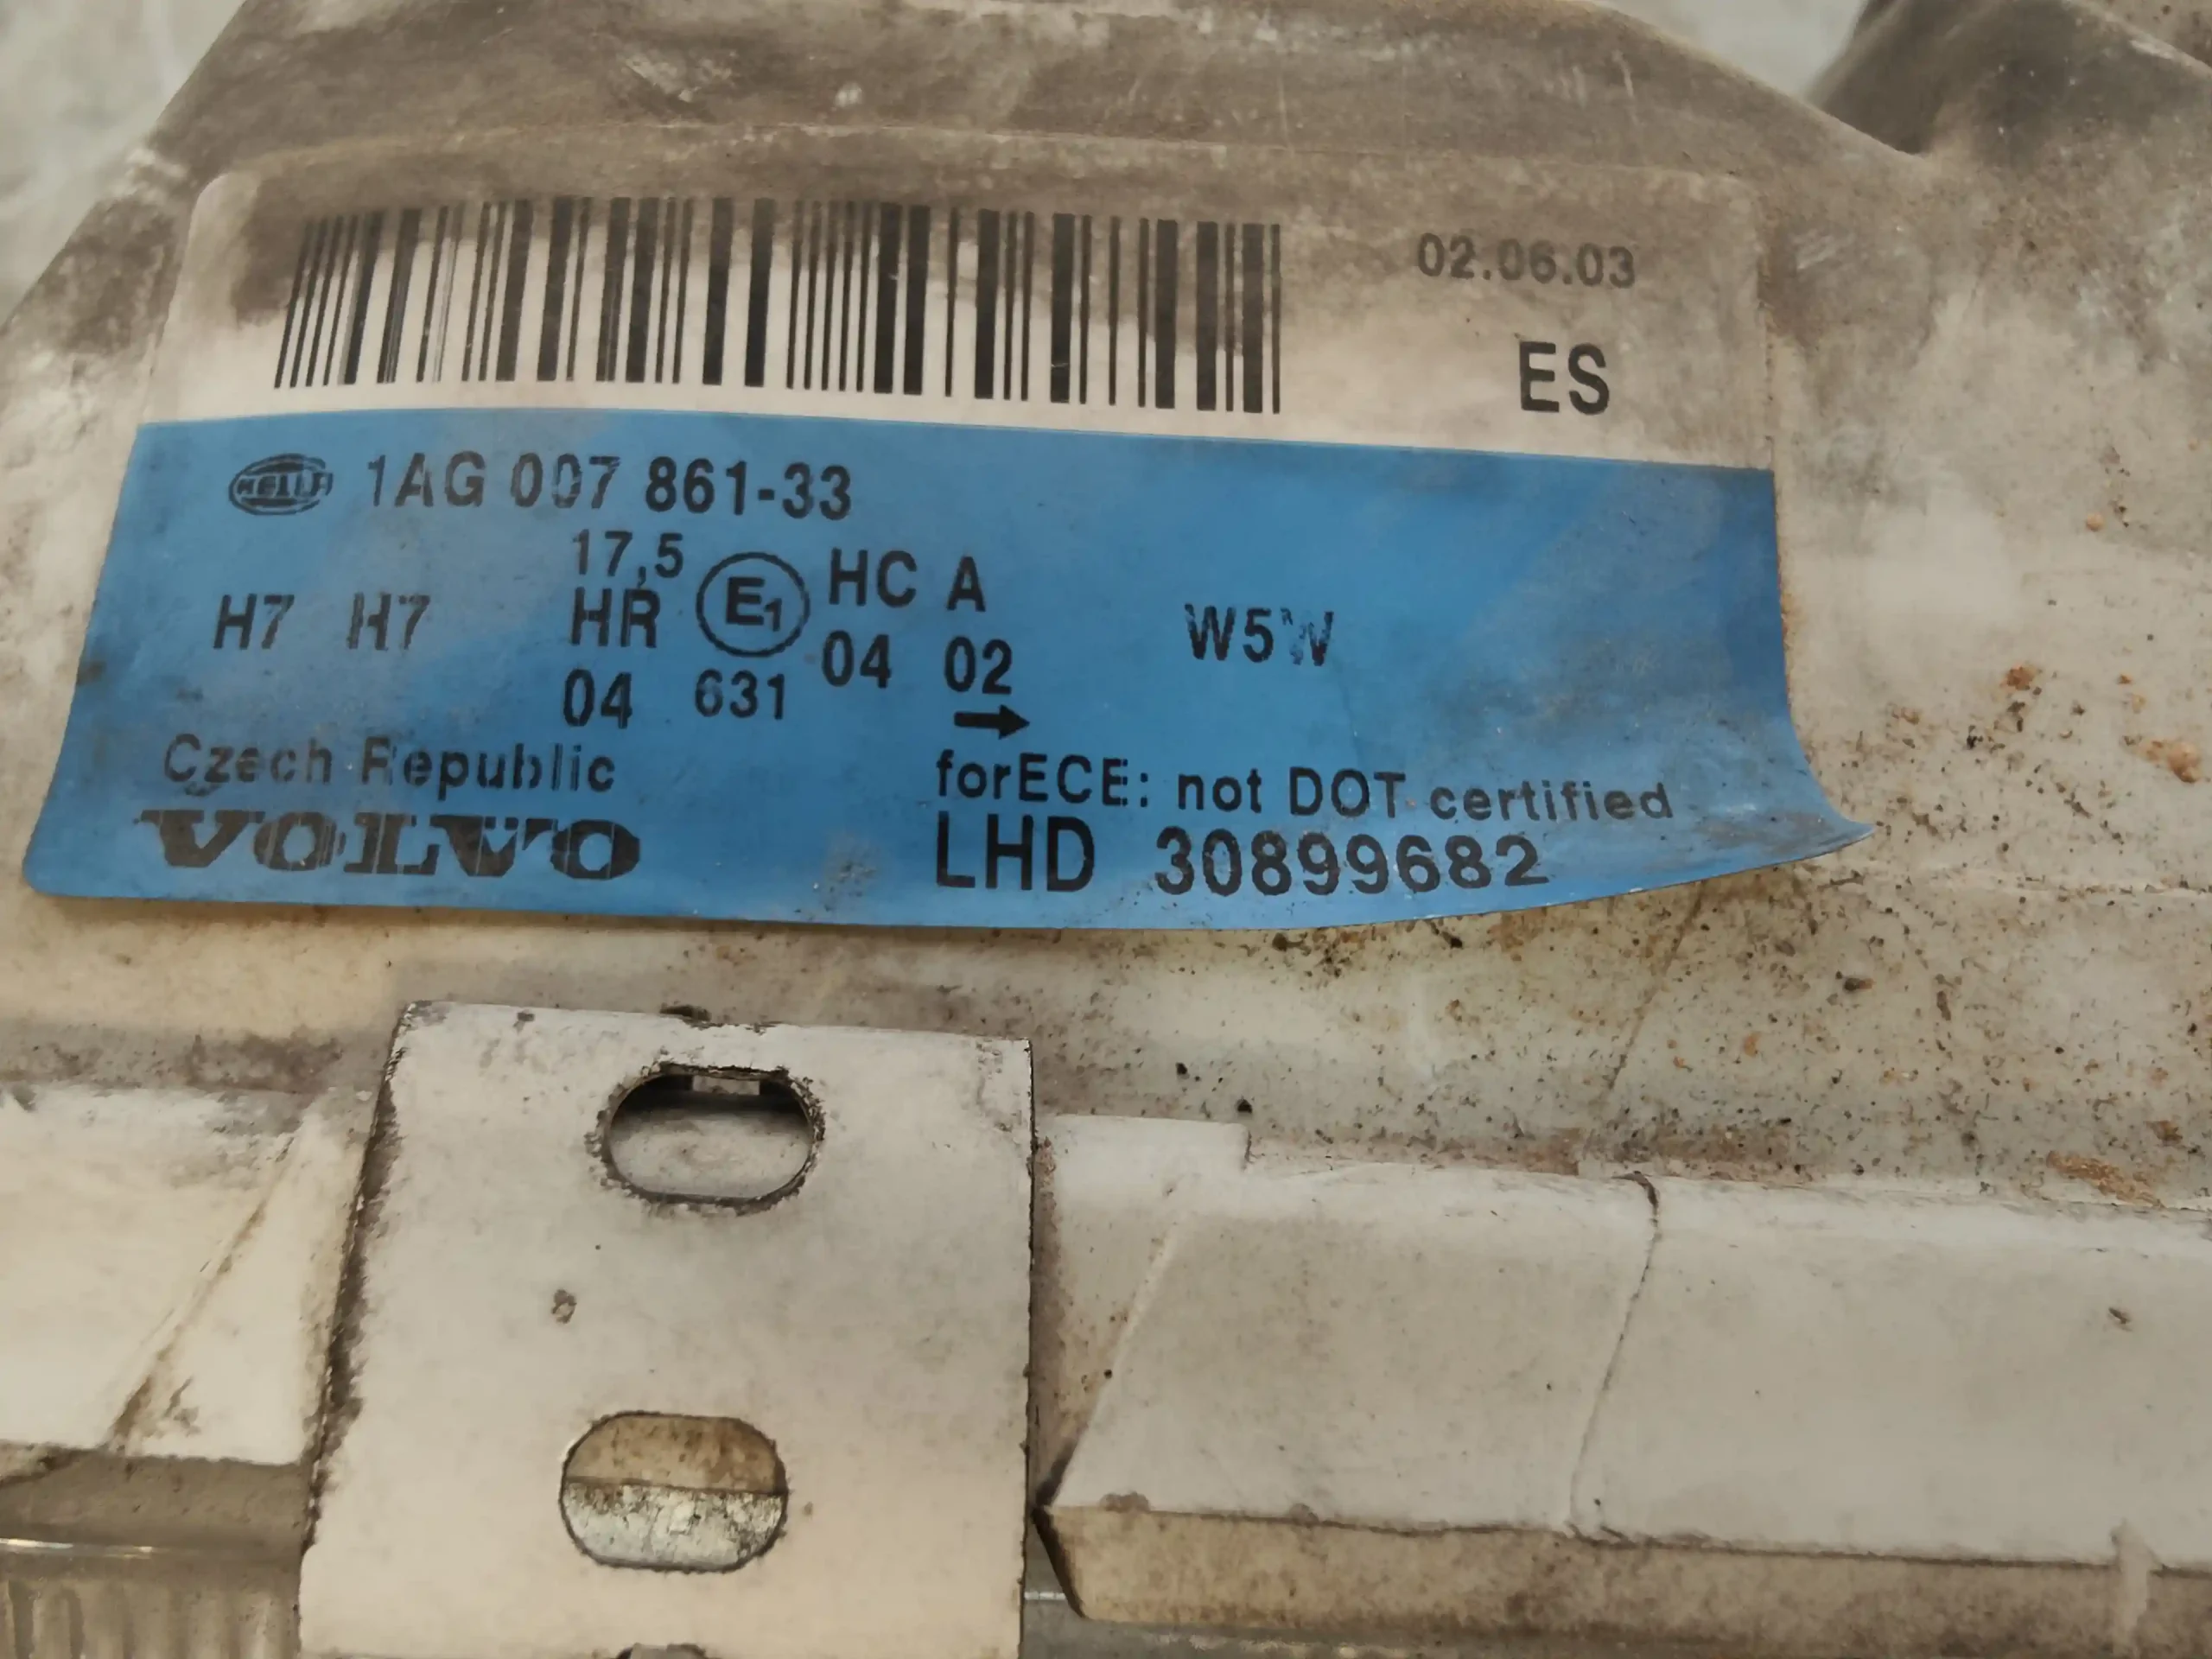 02.06.03
ES
HELLA 1AG 007 861-33
17,5
H7 H7 HR E1 HC A W5W
04 631 04 02
→
Czech Republic
forECE: not DOT certified
VOLVO
LHD 30899682